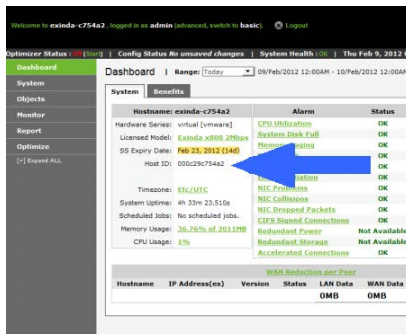 Welcome to exinda-c754a2 , logged in as admin (advanced, switch to basic). Logout
Optimizer Status : Off(Start) | Config Status No unsaved changes | System Health : OK | Thu Feb 9, 2012
Dashboard
System
Objects
Monitor
Report
Optimize
[+] Expand ALL
Dashboard | Range: Today 09/Feb/2012 12:00AM - 10/Feb/2012 12:00AM
System Benefits
Hostname: exinda-c754a2
Hardware Series: virtual [vmware]
Licensed Model: Exinda x800 2Mbps
SS Expiry Date: Feb 23, 2012 (14d)
Host ID: 000c29c754a2
Timezone: Etc/UTC
System Uptime: 4h 33m 23.510s
Scheduled Jobs: No scheduled jobs.
Memory Usage: 36.76% of 2011MB
CPU Usage: 1%
Alarm Status
CPU Utilization OK
System Disk Full OK
Memory Paging OK
OK
OK
OK
NIC Problems OK
NIC Collisions OK
NIC Dropped Packets OK
CIFS Signed Connections OK
Redundant Power Not Available
Redundant Storage Not Available
Accelerated Connections OK
WAN Reduction per Peer
Hostname IP Address(es) Version Status LAN Data WAN Data
0MB 0MB